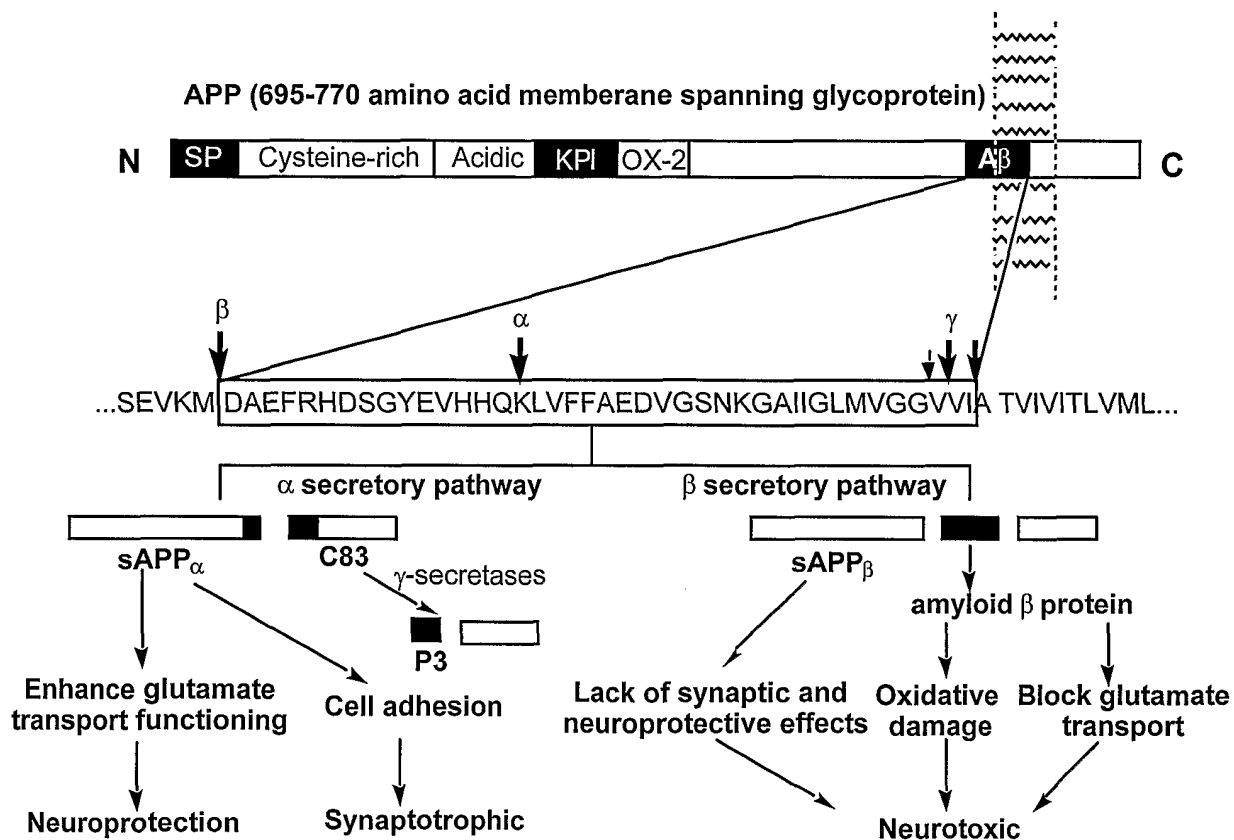 APP (695-770 amino acid memberane spanning glycoprotein)
N SP Cysteine-rich Acidic KPI OX-2 Aβ C
β α γ
...SEVKM DAEFRHDSGYEVHHQKLVFFAEDVGSNKGAIIGLMVGGVVIA TVIVITLVML...
α secretory pathway β secretory pathway
sAPPα C83 sAPPβ
γ-secretases
amyloid β protein
P3
Enhance glutamate
transport functioning
Cell adhesion
Lack of synaptic and
neuroprotective effects
Oxidative
damage
Block glutamate
transport
Neuroprotection Synaptotrophic Neurotoxic